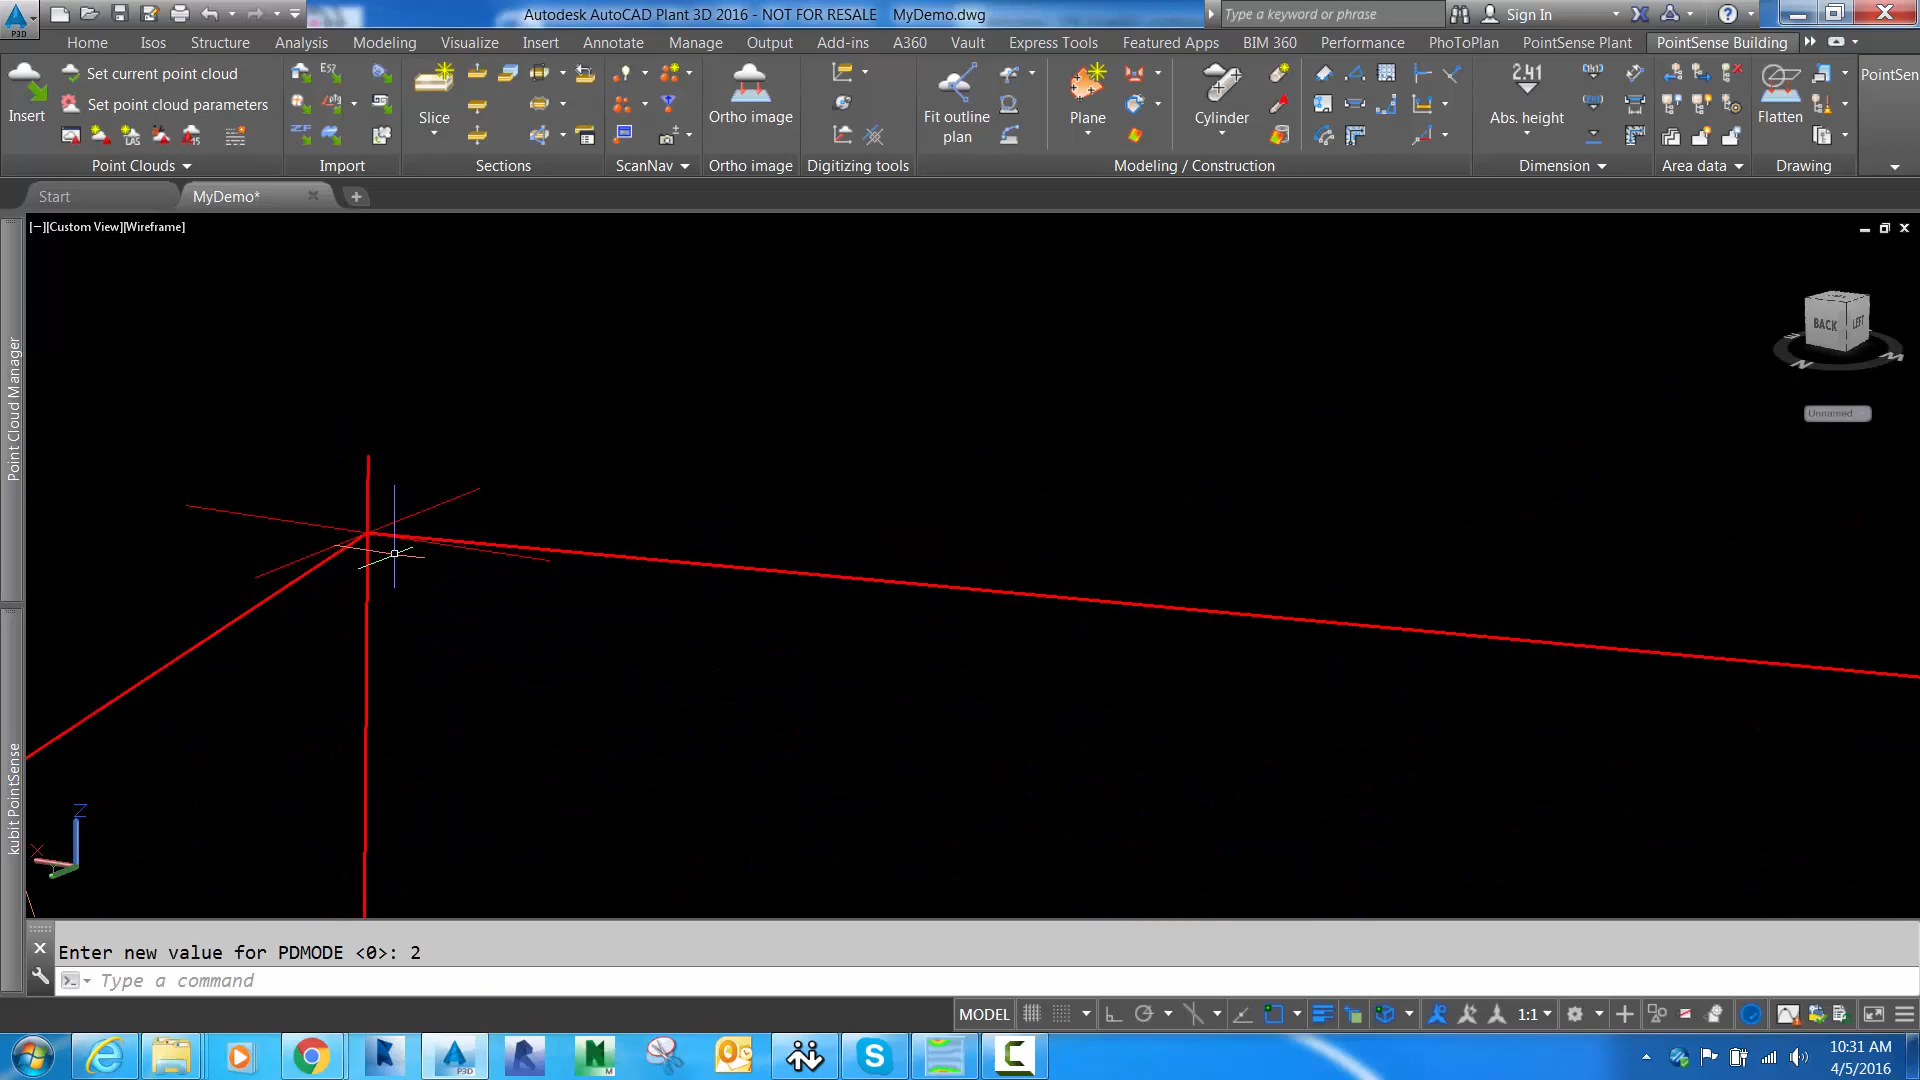 Autodesk AutoCAD Plant 3D 2016 - NOT FOR RESALE MyDemo.dwg
Type a keyword or phrase
Sign In
P3D
Home Isos Structure Analysis Modeling Visualize Insert Annotate Manage Output Add-ins A360 Vault Express Tools Featured Apps BIM 360 Performance PhoToPlan PointSense Plant PointSense Building
Insert
Set current point cloud
Set point cloud parameters
Slice
Ortho image
Fit outline plan
Plane
Cylinder
2.41
Abs. height
Flatten
PointSen
Point Clouds Import Sections ScanNav Ortho image Digitizing tools Modeling / Construction Dimension Area data Drawing
Start MyDemo*
[−][Custom View][Wireframe]
BACK LEFT
N
Unnamed
Point Cloud Manager
kubit PointSense
Z
X
Enter new value for PDMODE <0>: 2
Type a command
MODEL 1:1
10:31 AM
4/5/2016